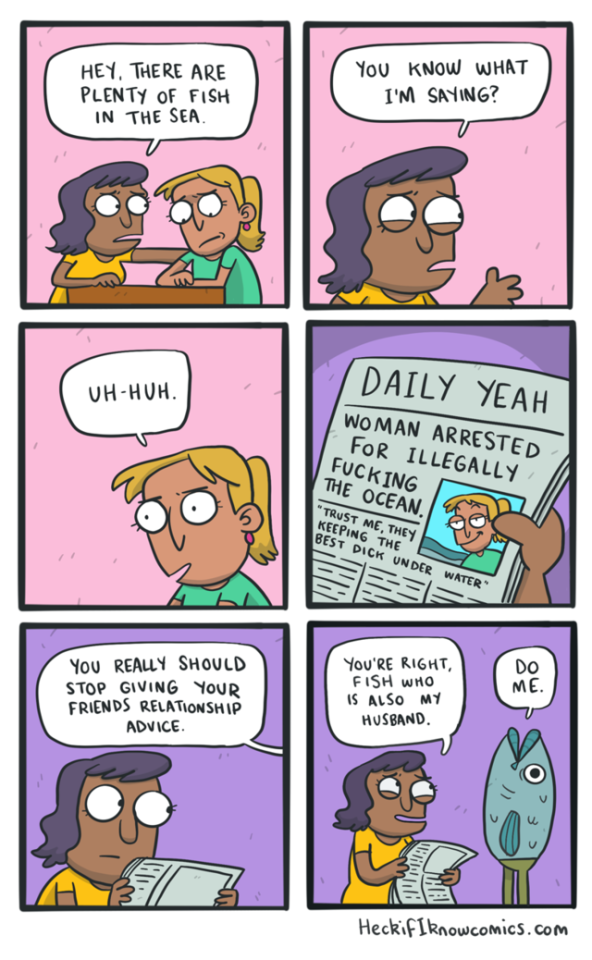 HEY, THERE ARE
PLENTY OF FISH
IN THE SEA.
YOU KNOW WHAT
I'M SAYING?
UH-HUH.
DAILY YEAH
WOMAN ARRESTED
FOR ILLEGALLY
FUCKING
THE OCEAN.
"TRUST ME, THEY
KEEPING THE
BEST DICK UNDER WATER"
YOU REALLY SHOULD
STOP GIVING YOUR
FRIENDS RELATIONSHIP
ADVICE.
YOU'RE RIGHT,
FISH WHO
IS ALSO MY
HUSBAND.
DO
ME.
HeckifIknowcomics.com